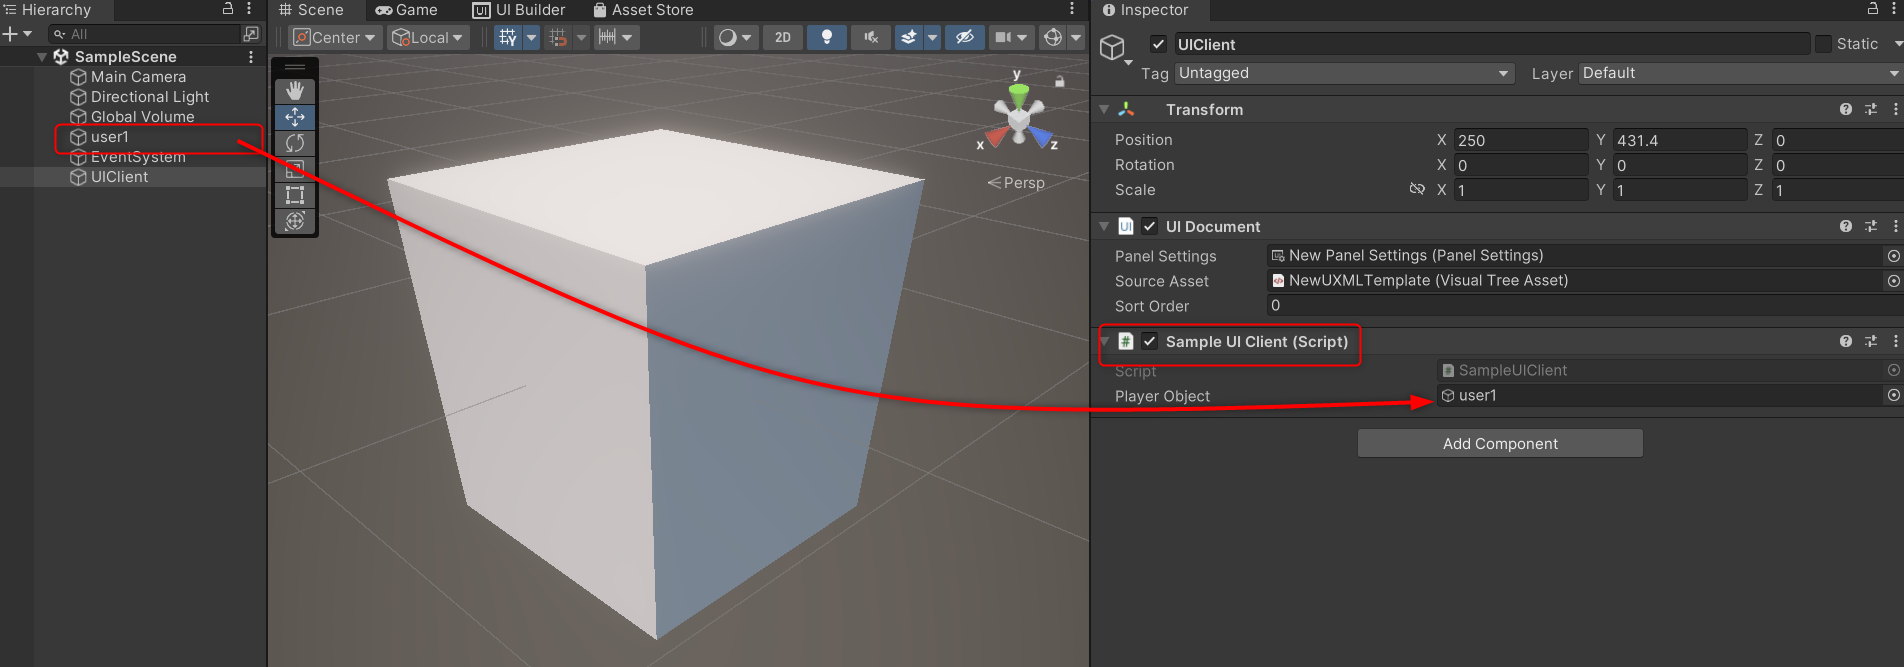 Hierarchy
All
SampleScene
Main Camera
Directional Light
Global Volume
user1
EventSystem
UIClient
Scene
Game
UI Builder
Asset Store
Center
Local
2D
y
x
z
Persp
Inspector
UIClient
Static
Tag Untagged
Layer Default
Transform
Position X 250 Y 431.4 Z 0
Rotation X 0 Y 0 Z 0
Scale X 1 Y 1 Z 1
UI Document
Panel Settings New Panel Settings (Panel Settings)
Source Asset NewUXMLTemplate (Visual Tree Asset)
Sort Order 0
# Sample UI Client (Script)
Script SampleUIClient
Player Object user1
Add Component